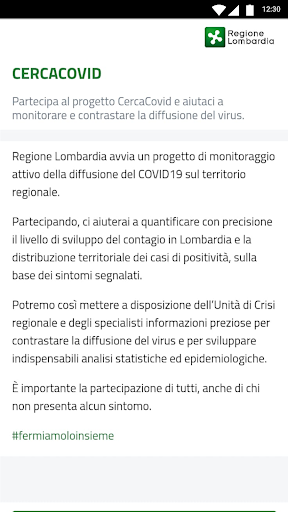 12:30
Regione
Lombardia
CERCACOVID
Partecipa al progetto CercaCovid e aiutaci a
monitorare e contrastare la diffusione del virus.
Regione Lombardia avvia un progetto di monitoraggio
attivo della diffusione del COVID19 sul territorio
regionale.
Partecipando, ci aiuterai a quantificare con precisione
il livello di sviluppo del contagio in Lombardia e la
distribuzione territoriale dei casi di positività, sulla
base dei sintomi segnalati.
Potremo così mettere a disposizione dell'Unità di Crisi
regionale e degli specialisti informazioni preziose per
contrastare la diffusione del virus e per sviluppare
indispensabili analisi statistiche ed epidemiologiche.
È importante la partecipazione di tutti, anche di chi
non presenta alcun sintomo.
#fermiamoloinsieme